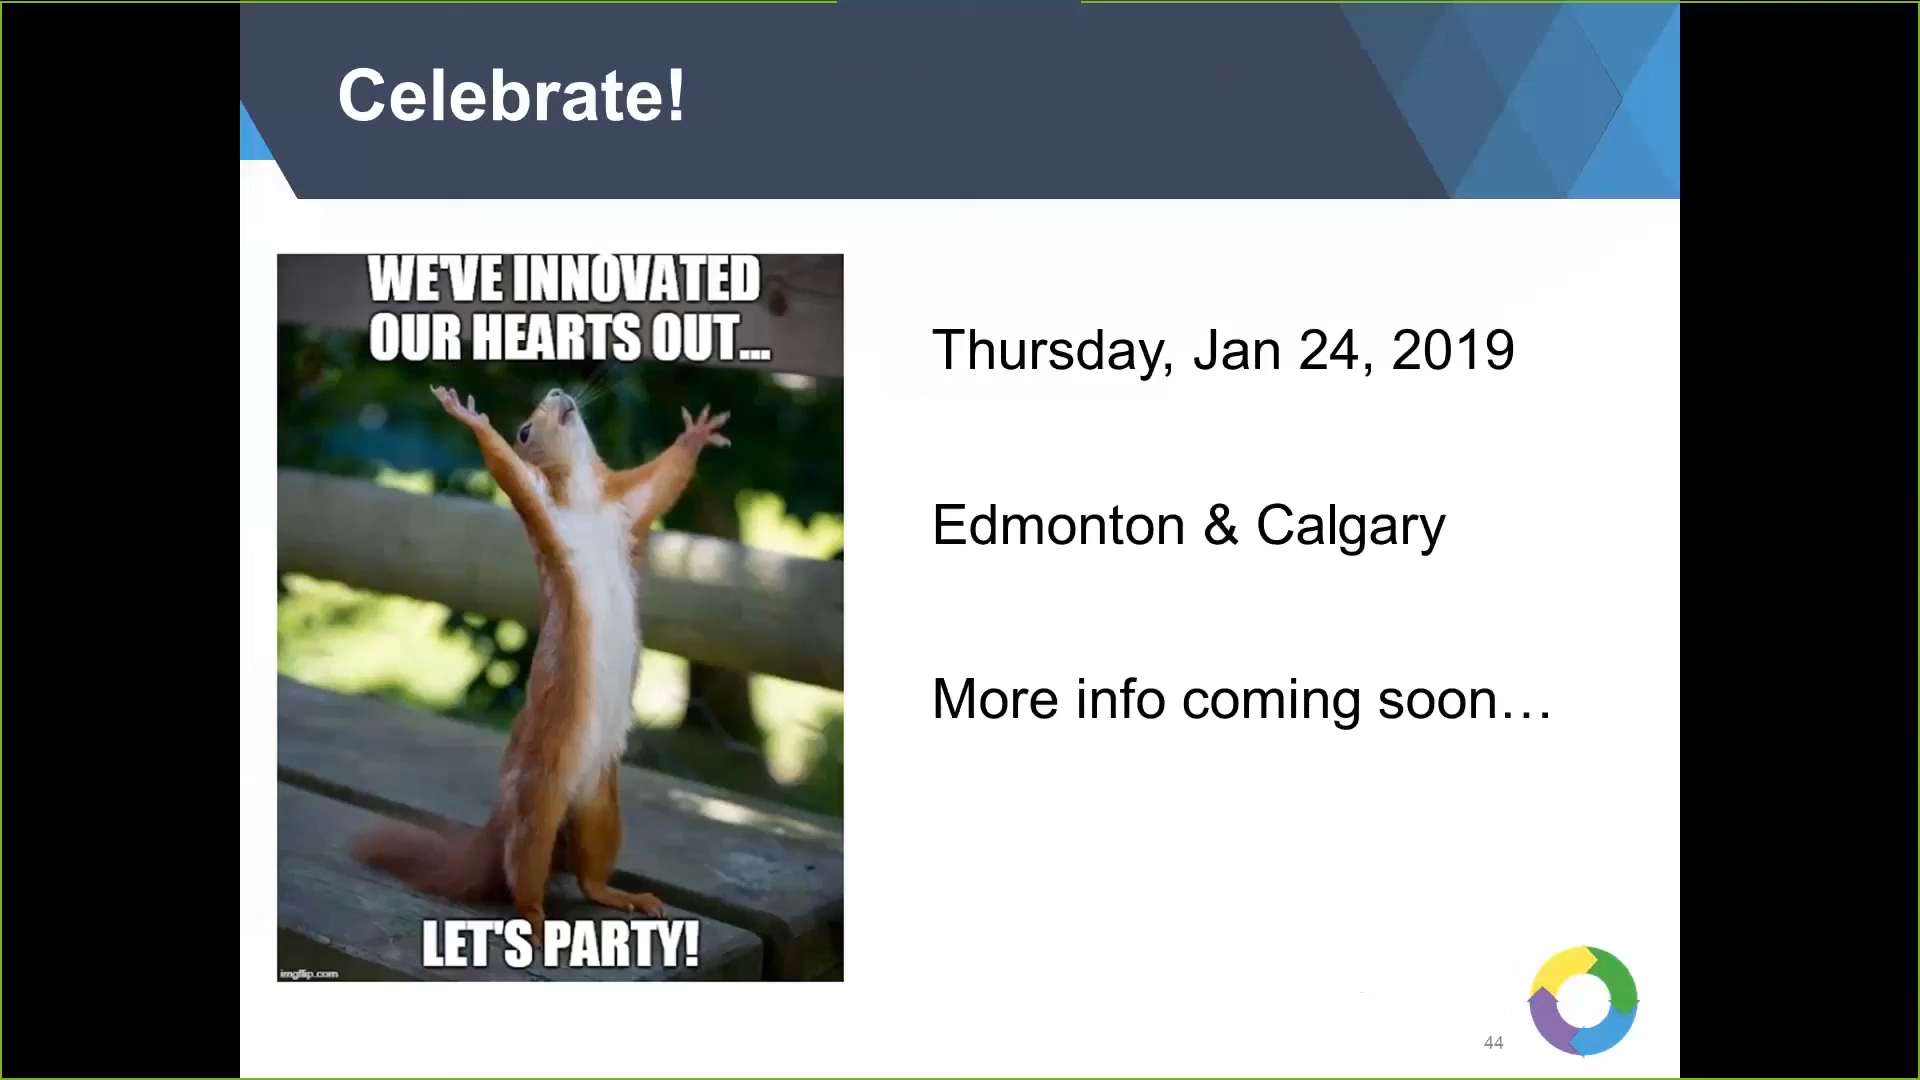 Celebrate!
WE'VE INNOVATED
OUR HEARTS OUT...
LET'S PARTY!
imgflip.com
Thursday, Jan 24, 2019
Edmonton & Calgary
More info coming soon…
44